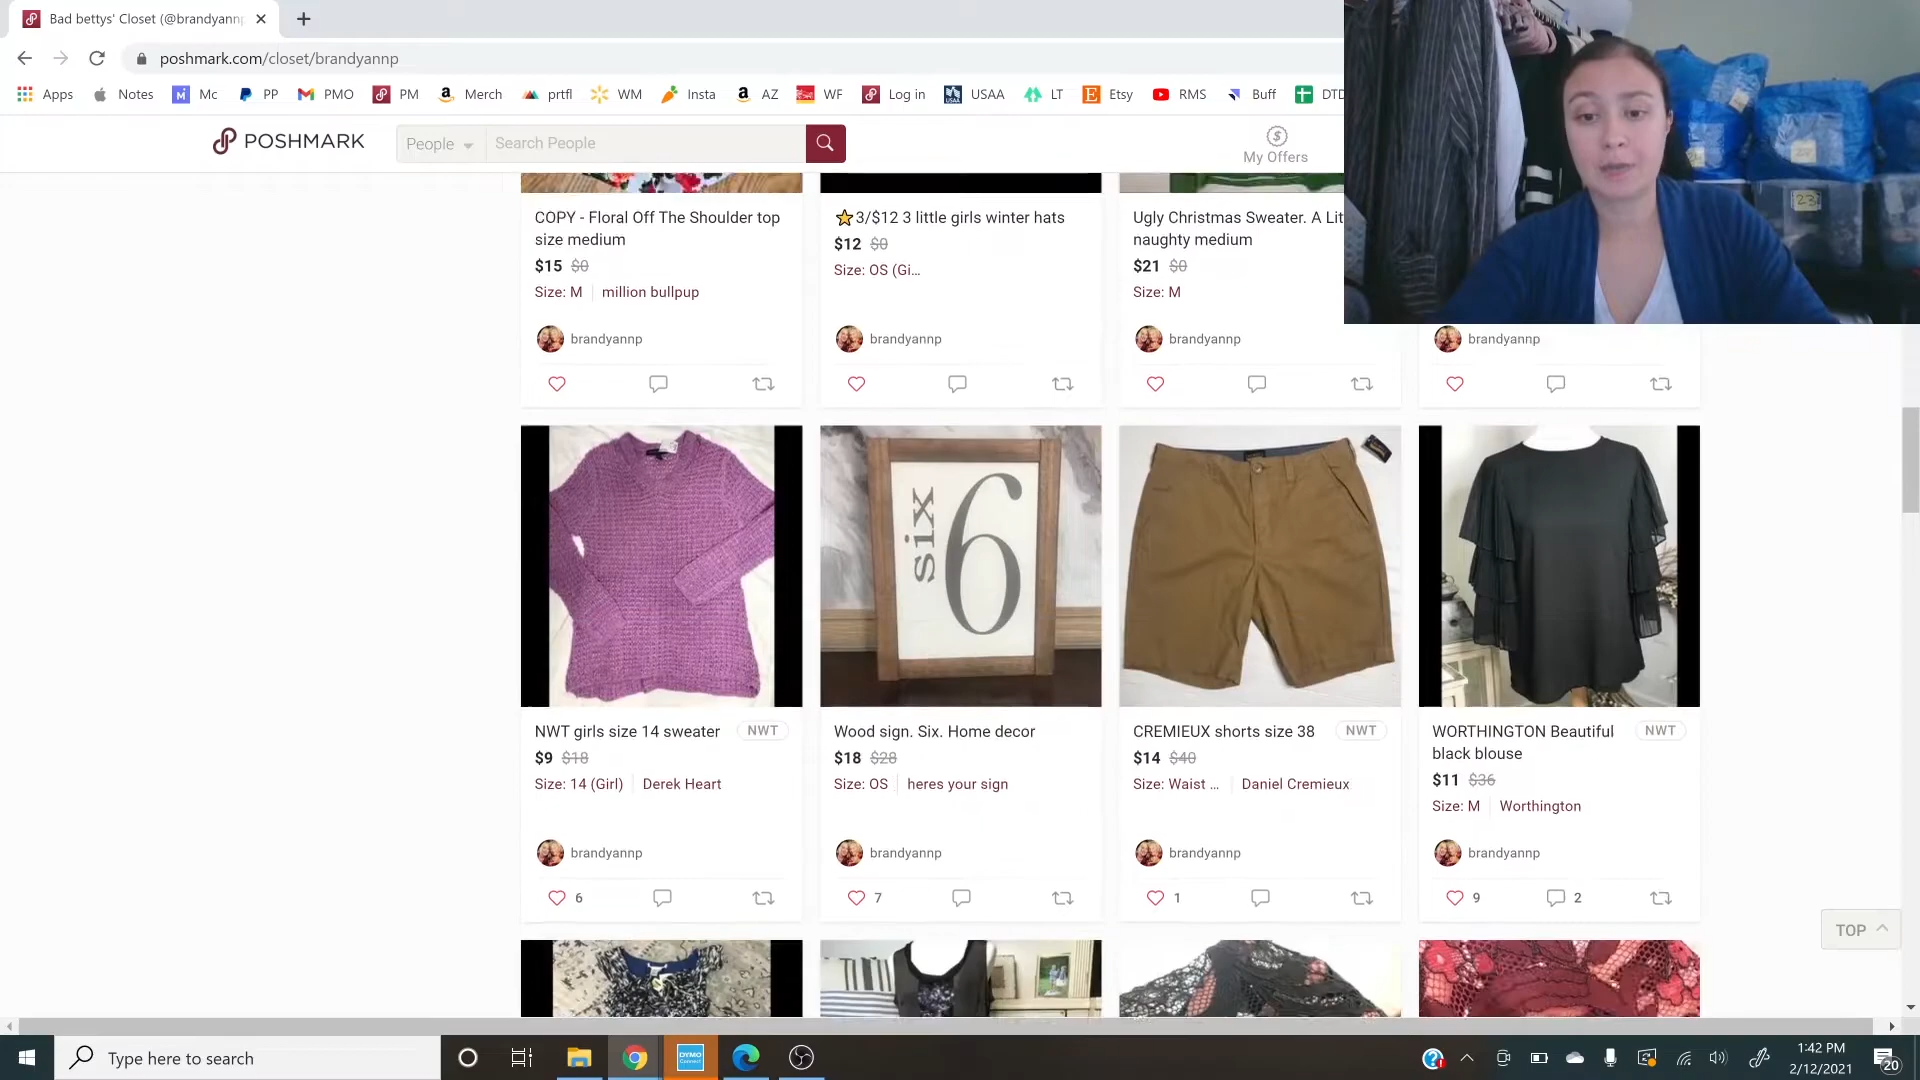 Bad bettys' Closet (@brandyannp
poshmark.com/closet/brandyannp
Apps Notes Mc PP PMO PM Merch prtfl WM Insta AZ WF Log in USAA LT Etsy RMS Buff DTD
POSHMARK
People
Search People
My Offers
COPY - Floral Off The Shoulder top
size medium
$15 $0
Size: M million bullpup
brandyannp
⭐3/$12 3 little girls winter hats
$12 $0
Size: OS (Gi...
brandyannp
Ugly Christmas Sweater. A Lit
naughty medium
$21 $0
Size: M
brandyannp
brandyannp
six
6
NWT girls size 14 sweater
NWT
$9 $18
Size: 14 (Girl) Derek Heart
brandyannp
6
Wood sign. Six. Home decor
$18 $28
Size: OS heres your sign
brandyannp
7
CREMIEUX shorts size 38
NWT
$14 $40
Size: Waist ... Daniel Cremieux
brandyannp
1
WORTHINGTON Beautiful
black blouse
NWT
$11 $36
Size: M Worthington
brandyannp
9 2
TOP
23
Type here to search
DYMO
Connect
1:42 PM
2/12/2021
20